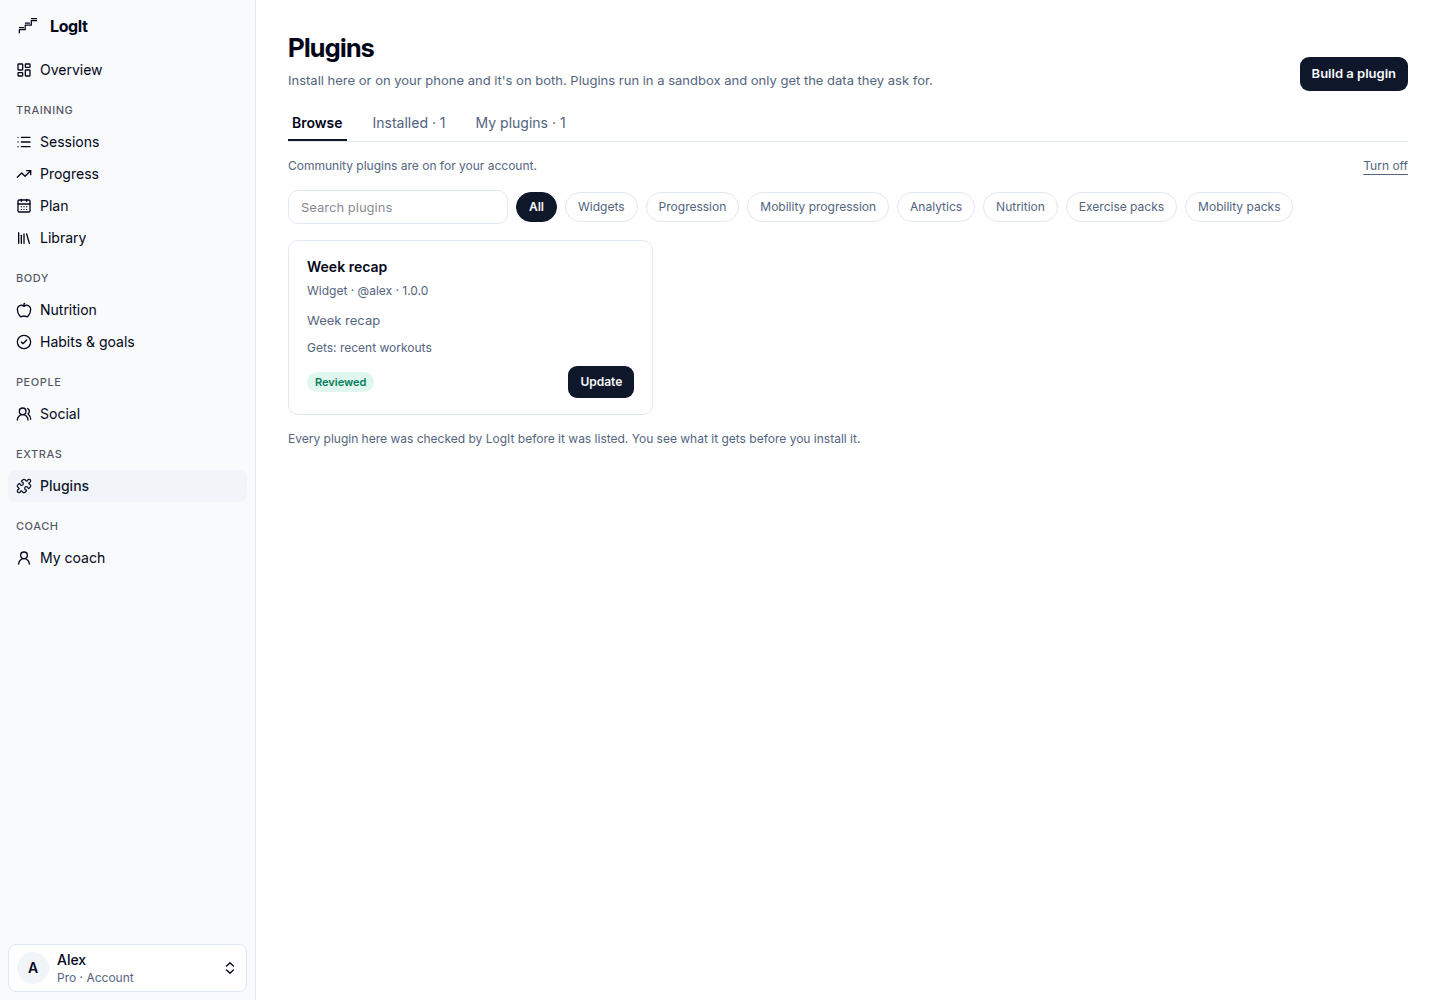 LogIt
Overview
TRAINING
Sessions
Progress
Plan
Library
BODY
Nutrition
Habits & goals
PEOPLE
Social
EXTRAS
Plugins
COACH
My coach
A
Alex
Pro · Account
Plugins
Install here or on your phone and it's on both. Plugins run in a sandbox and only get the data they ask for.
Build a plugin
Browse
Installed · 1
My plugins · 1
Community plugins are on for your account.
Turn off
Search plugins
All
Widgets
Progression
Mobility progression
Analytics
Nutrition
Exercise packs
Mobility packs
Week recap
Widget · @alex · 1.0.0
Week recap
Gets: recent workouts
Reviewed
Update
Every plugin here was checked by LogIt before it was listed. You see what it gets before you install it.